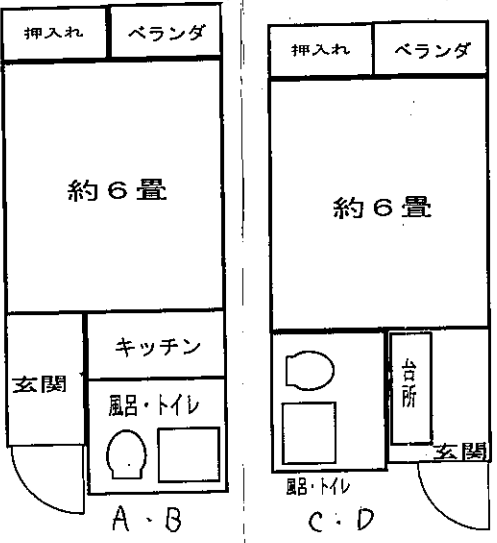 押入れ
ベランダ
約6畳
キッチン
玄関
風呂・トイレ
A・B
押入れ
ベランダ
約6畳
台所
玄関
風呂・トイレ
C・D